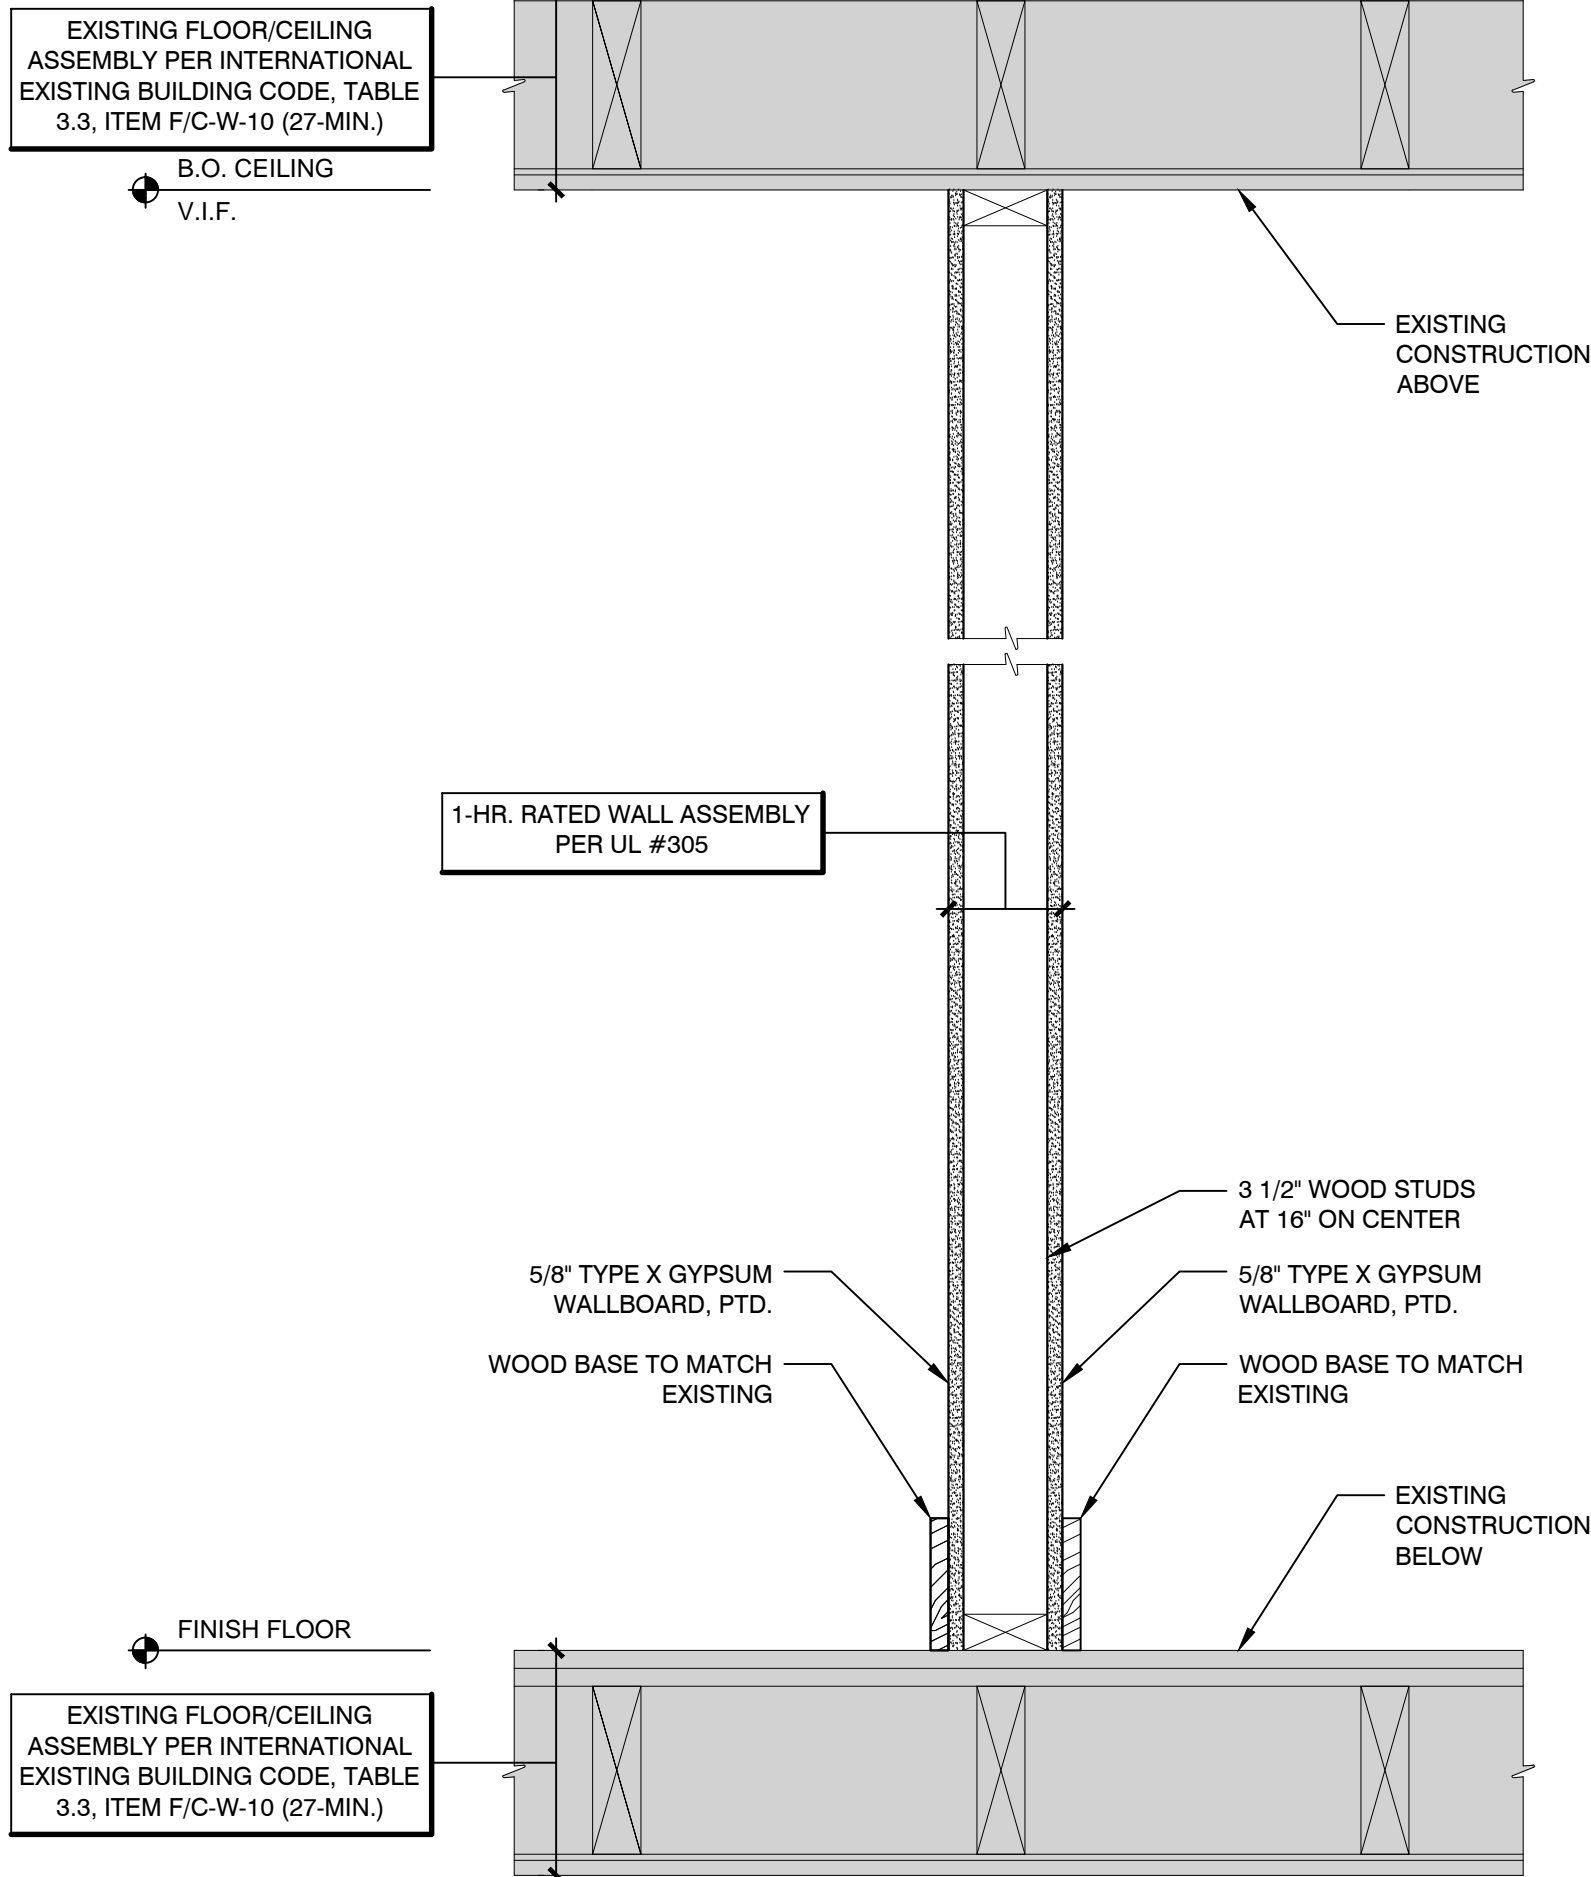 EXISTING FLOOR/CEILING
ASSEMBLY PER INTERNATIONAL
EXISTING BUILDING CODE, TABLE
3.3, ITEM F/C-W-10 (27-MIN.)
B.O. CEILING
V.I.F.
EXISTING
CONSTRUCTION
ABOVE
1-HR. RATED WALL ASSEMBLY
PER UL #305
3 1/2" WOOD STUDS
AT 16" ON CENTER
5/8" TYPE X GYPSUM
WALLBOARD, PTD.
5/8" TYPE X GYPSUM
WALLBOARD, PTD.
WOOD BASE TO MATCH
EXISTING
WOOD BASE TO MATCH
EXISTING
EXISTING
CONSTRUCTION
BELOW
FINISH FLOOR
EXISTING FLOOR/CEILING
ASSEMBLY PER INTERNATIONAL
EXISTING BUILDING CODE, TABLE
3.3, ITEM F/C-W-10 (27-MIN.)